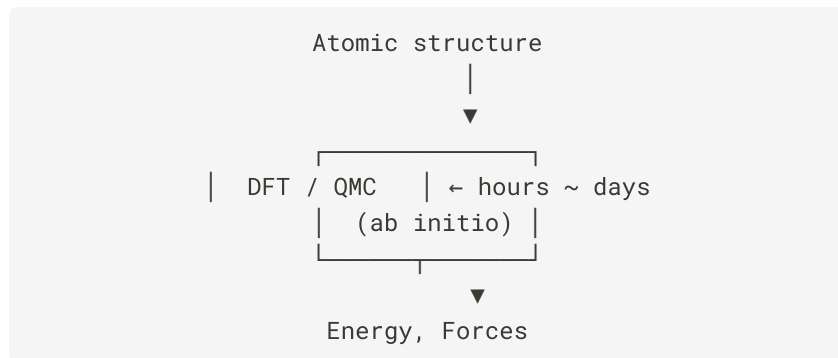 Atomic structure
│
▼
┌───────────────┐
│  DFT / QMC   │ ← hours ~ days
│  (ab initio) │
└──────┬────────┘
▼
Energy, Forces